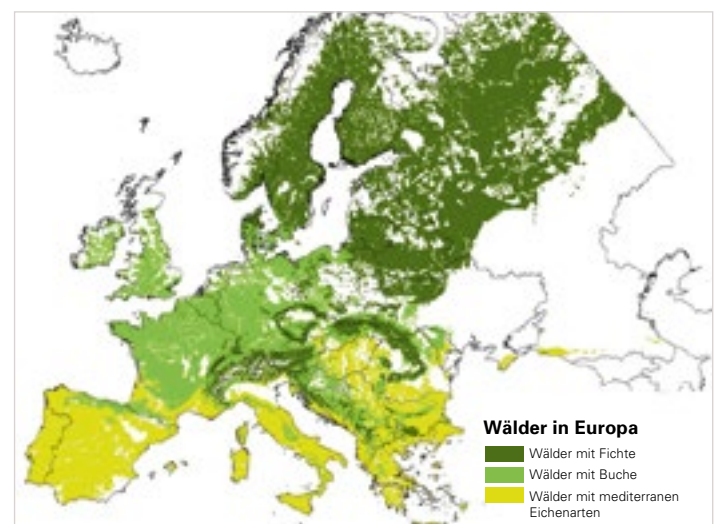 Wälder in Europa
Wälder mit Fichte
Wälder mit Buche
Wälder mit mediterranen
Eichenarten